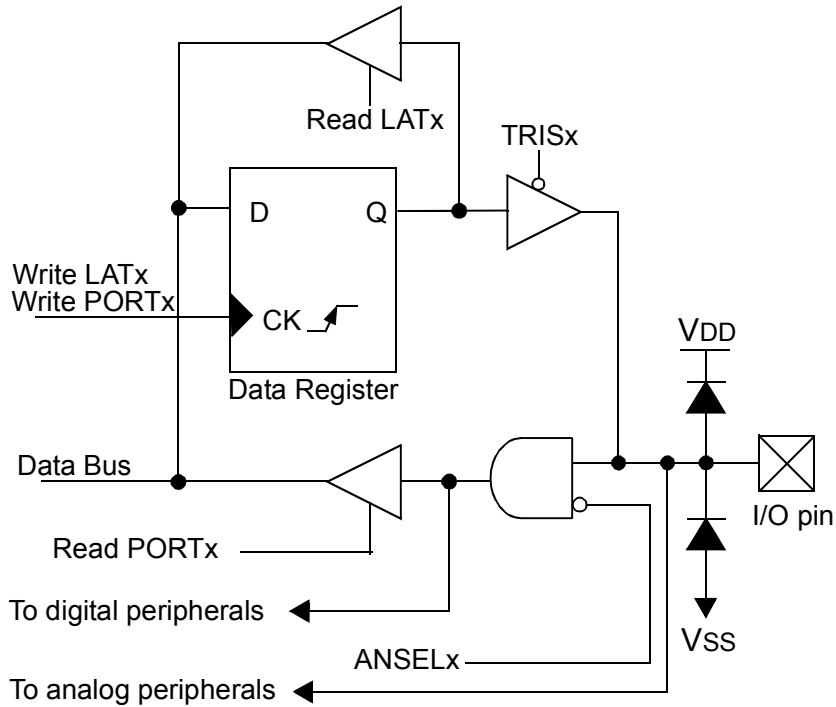 Read LATx
TRISx
D
Q
Write LATx
Write PORTx
CK
Data Register
VDD
Data Bus
I/O pin
Read PORTx
To digital peripherals
VSS
ANSELx
To analog peripherals